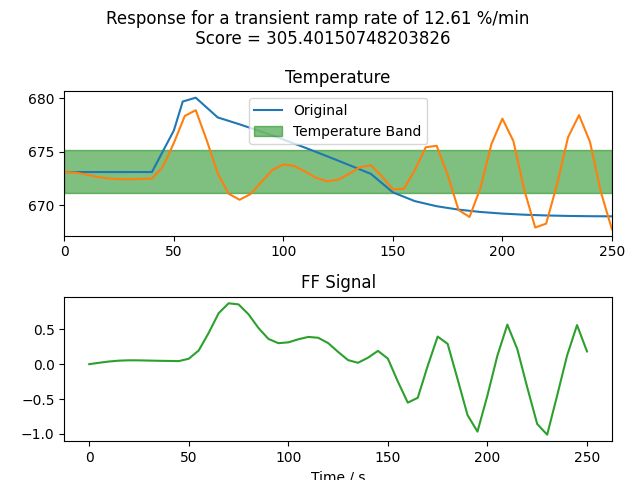 Response for a transient ramp rate of 12.61 %/min
Score = 305.40150748203826
Temperature
Original
Temperature Band
680
675
670
0 50 100 150 200 250
FF Signal
0.5
0.0
−0.5
−1.0
0 50 100 150 200 250
Time / s